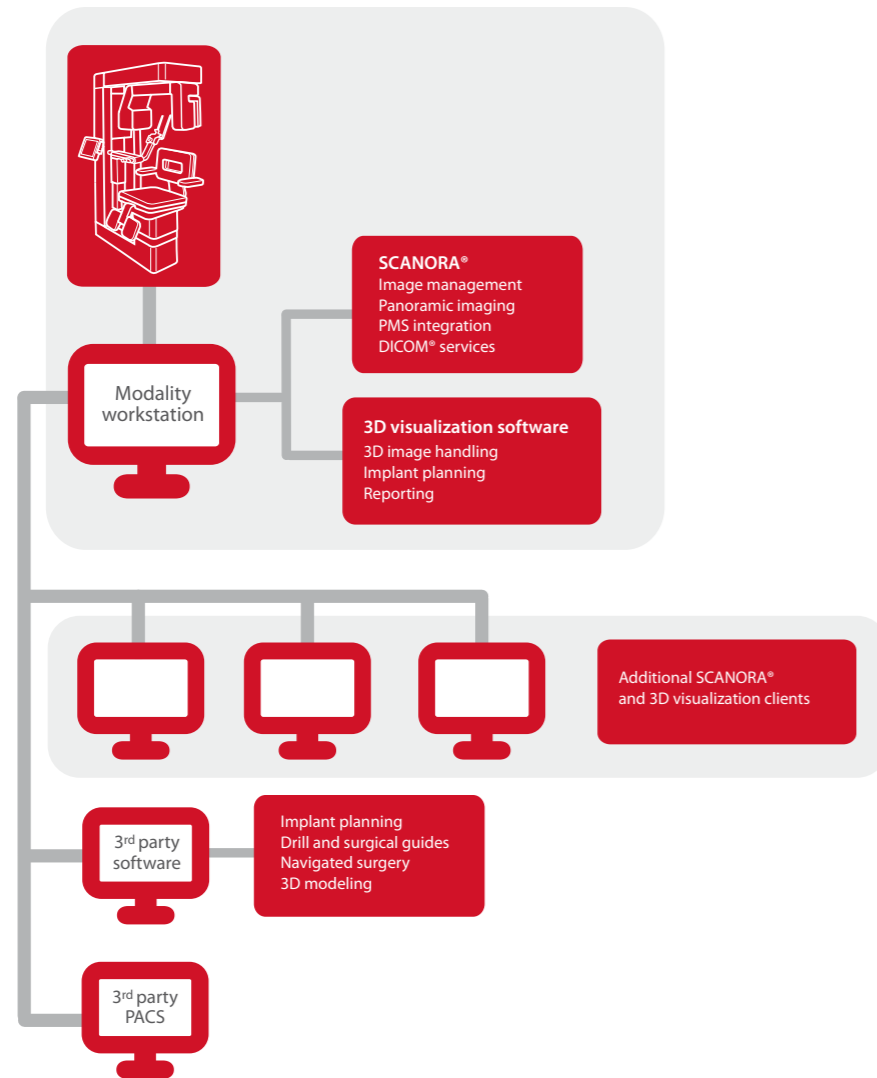 SCANORA®
Image management
Panoramic imaging
PMS integration
DICOM® services
Modality
workstation
3D visualization software
3D image handling
Implant planning
Reporting
Additional SCANORA®
and 3D visualization clients
3rd party
software
Implant planning
Drill and surgical guides
Navigated surgery
3D modeling
3rd party
PACS